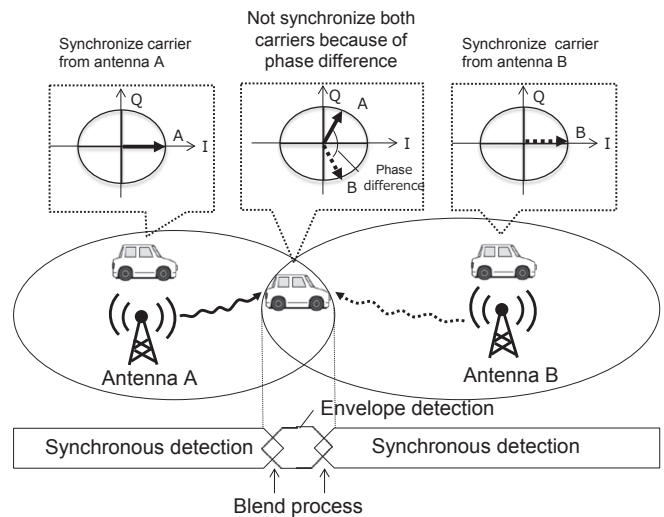 Synchronize carrier
from antenna A
Not synchronize both
carriers because of
phase difference
Synchronize carrier
from antenna B
Q
A
I
Q
A
I
B
Phase
difference
Q
B
I
Antenna A
Antenna B
Envelope detection
Synchronous detection
Synchronous detection
Blend process